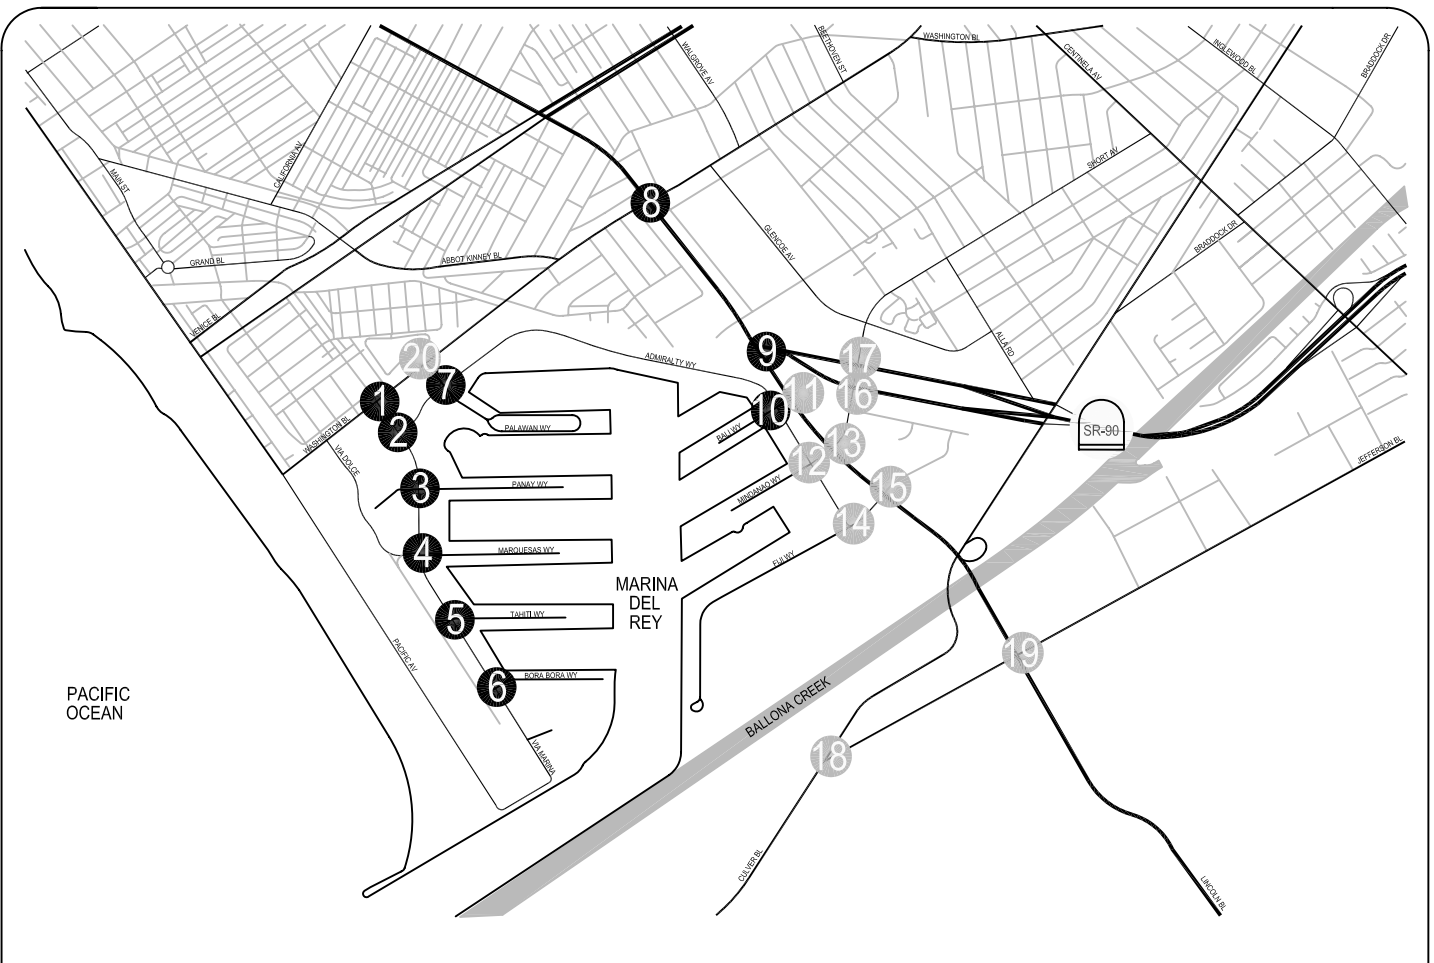 WASHINGTON BL
WALGROVE AV
BEETHOVEN ST
CENTINELA AV
INGLEWOOD BL
BRADDOCK DR
CALIFORNIA AV
MAIN ST
SHORT AV
8
GLENCOE AV
BRADDOCK DR
GRAND BL
ABBOT KINNEY BL
VENICE BL
ALLA RD
9
17
20
ADMIRALTY WY
7
1
11
16
10
2
PALAWAN WY
BALI WY
SR-90
WASHINGTON BL
JEFFERSON BL
13
VIA DOLCE
12
3
PANAY WY
MINDANAO WY
15
14
4
MARQUESAS WY
FIJI WY
MARINA
DEL
REY
5
TAHITI WY
PACIFIC AV
19
6
BORA BORA WY
PACIFIC
OCEAN
BALLONA CREEK
VIA MARINA
18
CULVER BL
LINCOLN BL